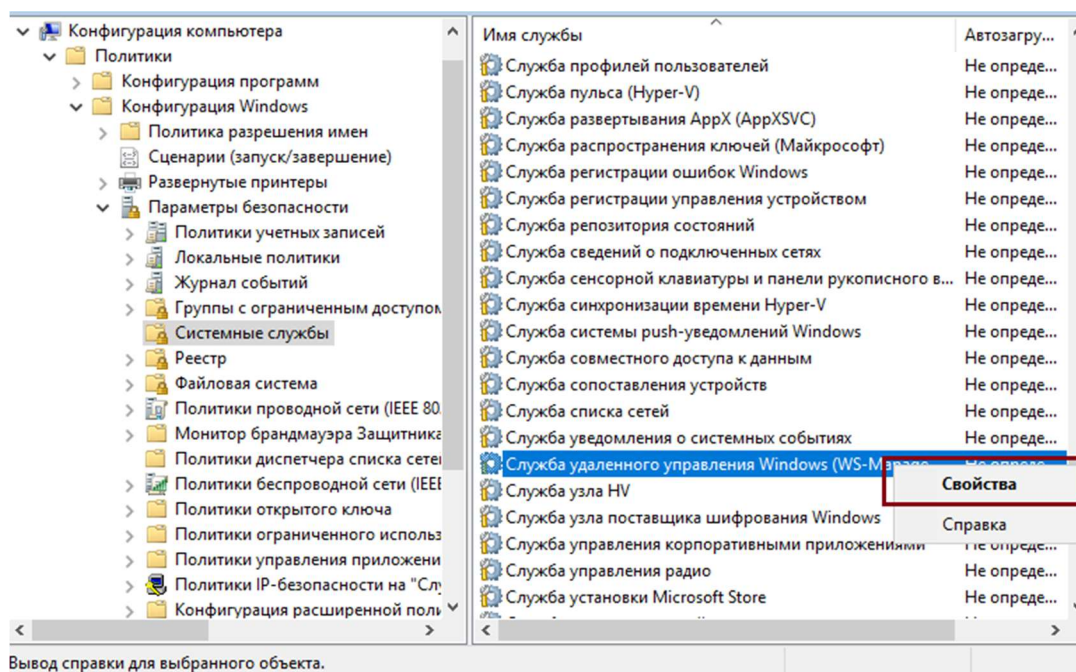 Конфигурация компьютера
Политики
Конфигурация программ
Конфигурация Windows
Политика разрешения имен
Сценарии (запуск/завершение)
Развернутые принтеры
Параметры безопасности
Политики учетных записей
Локальные политики
Журнал событий
Группы с ограниченным доступом
Системные службы
Реестр
Файловая система
Политики проводной сети (IEEE 80
Монитор брандмауэра Защитника
Политики диспетчера списка сетей
Политики беспроводной сети (IEEE
Политики открытого ключа
Политики ограниченного использ
Политики управления приложени
Политики IP-безопасности на "Слу
Конфигурация расширенной поли
Имя службы Автозагру...
Служба профилей пользователей Не опреде...
Служба пульса (Hyper-V) Не опреде...
Служба развертывания AppX (AppXSVC) Не опреде...
Служба распространения ключей (Майкрософт) Не опреде...
Служба регистрации ошибок Windows Не опреде...
Служба регистрации управления устройством Не опреде...
Служба репозитория состояний Не опреде...
Служба сведений о подключенных сетях Не опреде...
Служба сенсорной клавиатуры и панели рукописного в... Не опреде...
Служба синхронизации времени Hyper-V Не опреде...
Служба системы push-уведомлений Windows Не опреде...
Служба совместного доступа к данным Не опреде...
Служба сопоставления устройств Не опреде...
Служба списка сетей Не опреде...
Служба уведомления о системных событиях Не опреде...
Служба удаленного управления Windows (WS-Manage... Не опреде...
Служба узла HV
Служба узла поставщика шифрования Windows
Служба управления корпоративными приложениями Не опреде...
Служба управления радио Не опреде...
Служба установки Microsoft Store Не опреде...
Свойства
Справка
Вывод справки для выбранного объекта.